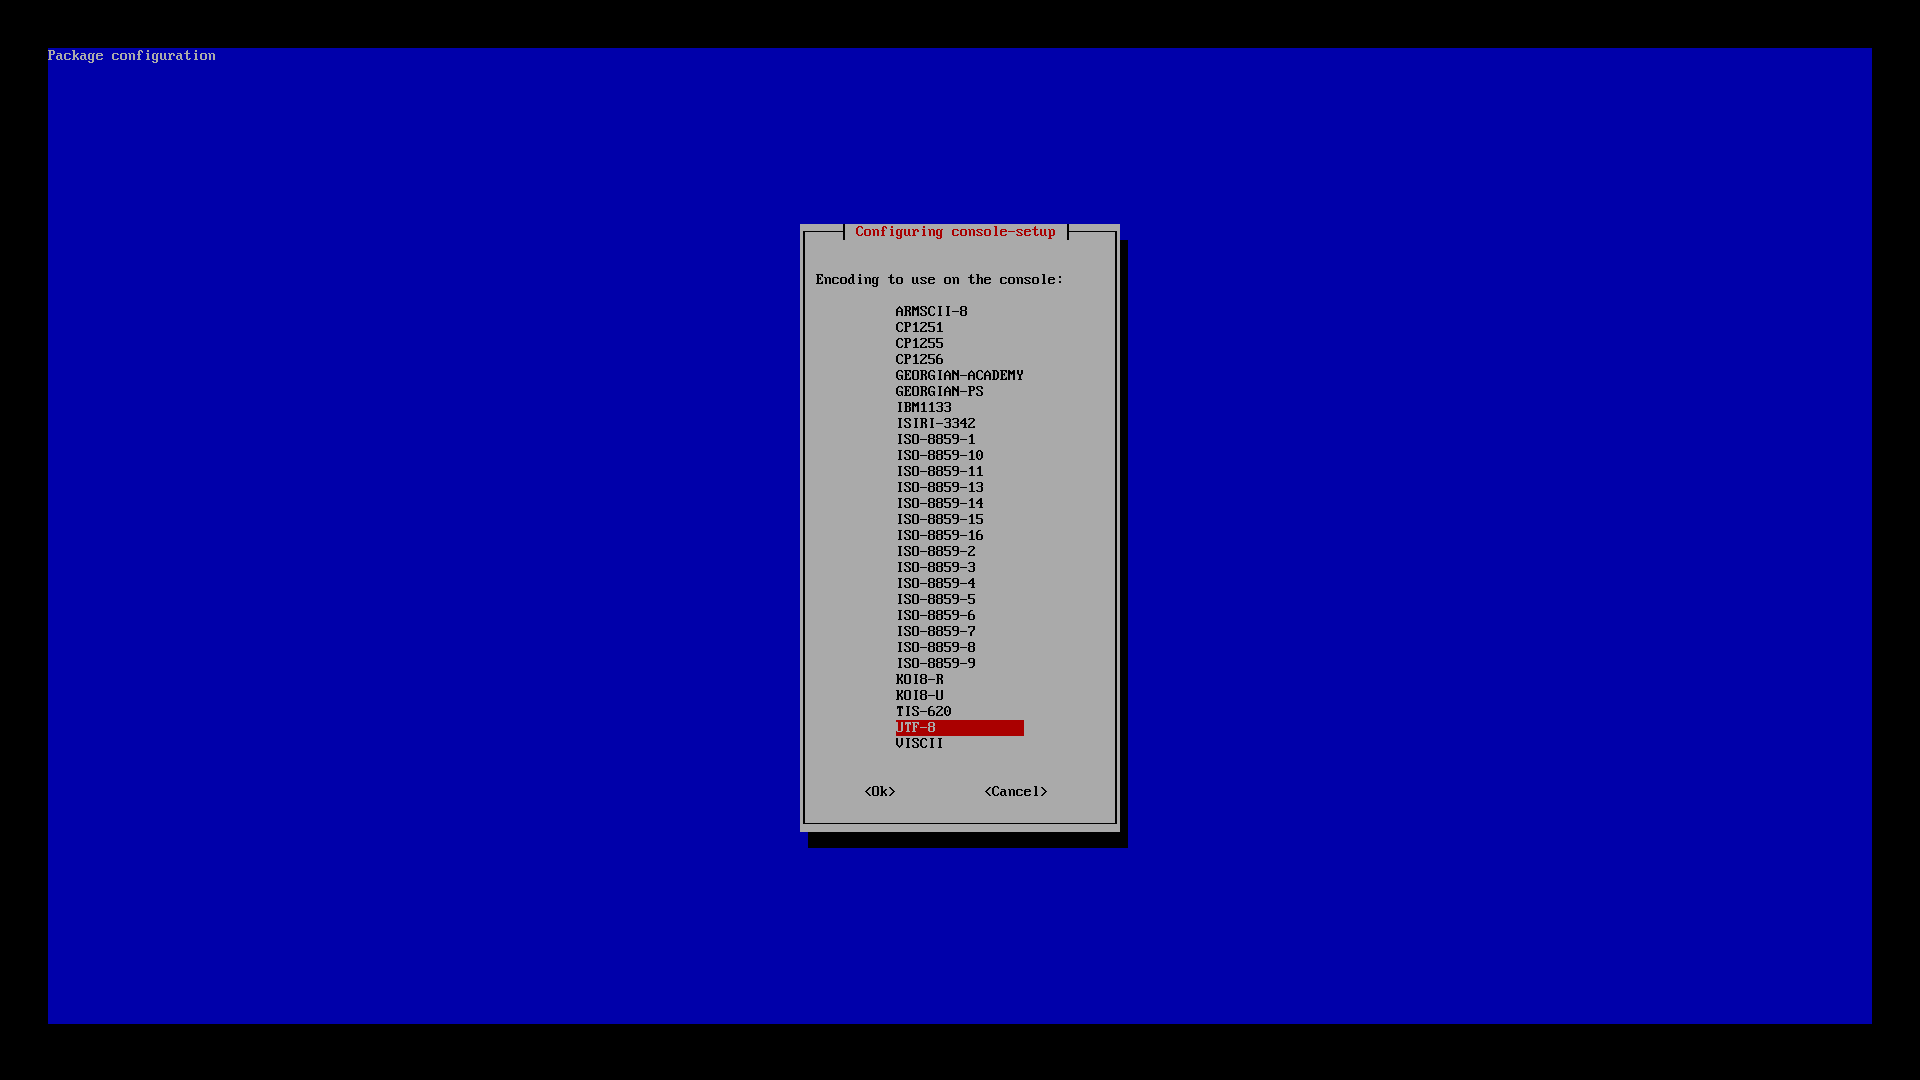 Package configuration
Configuring console-setup
Encoding to use on the console:
ARMSCII-8
CP1251
CP1255
CP1256
GEORGIAN-ACADEMY
GEORGIAN-PS
IBM1133
ISIRI-3342
ISO-8859-1
ISO-8859-10
ISO-8859-11
ISO-8859-13
ISO-8859-14
ISO-8859-15
ISO-8859-16
ISO-8859-2
ISO-8859-3
ISO-8859-4
ISO-8859-5
ISO-8859-6
ISO-8859-7
ISO-8859-8
ISO-8859-9
KOI8-R
KOI8-U
TIS-620
UTF-8
VISCII
<Ok> <Cancel>